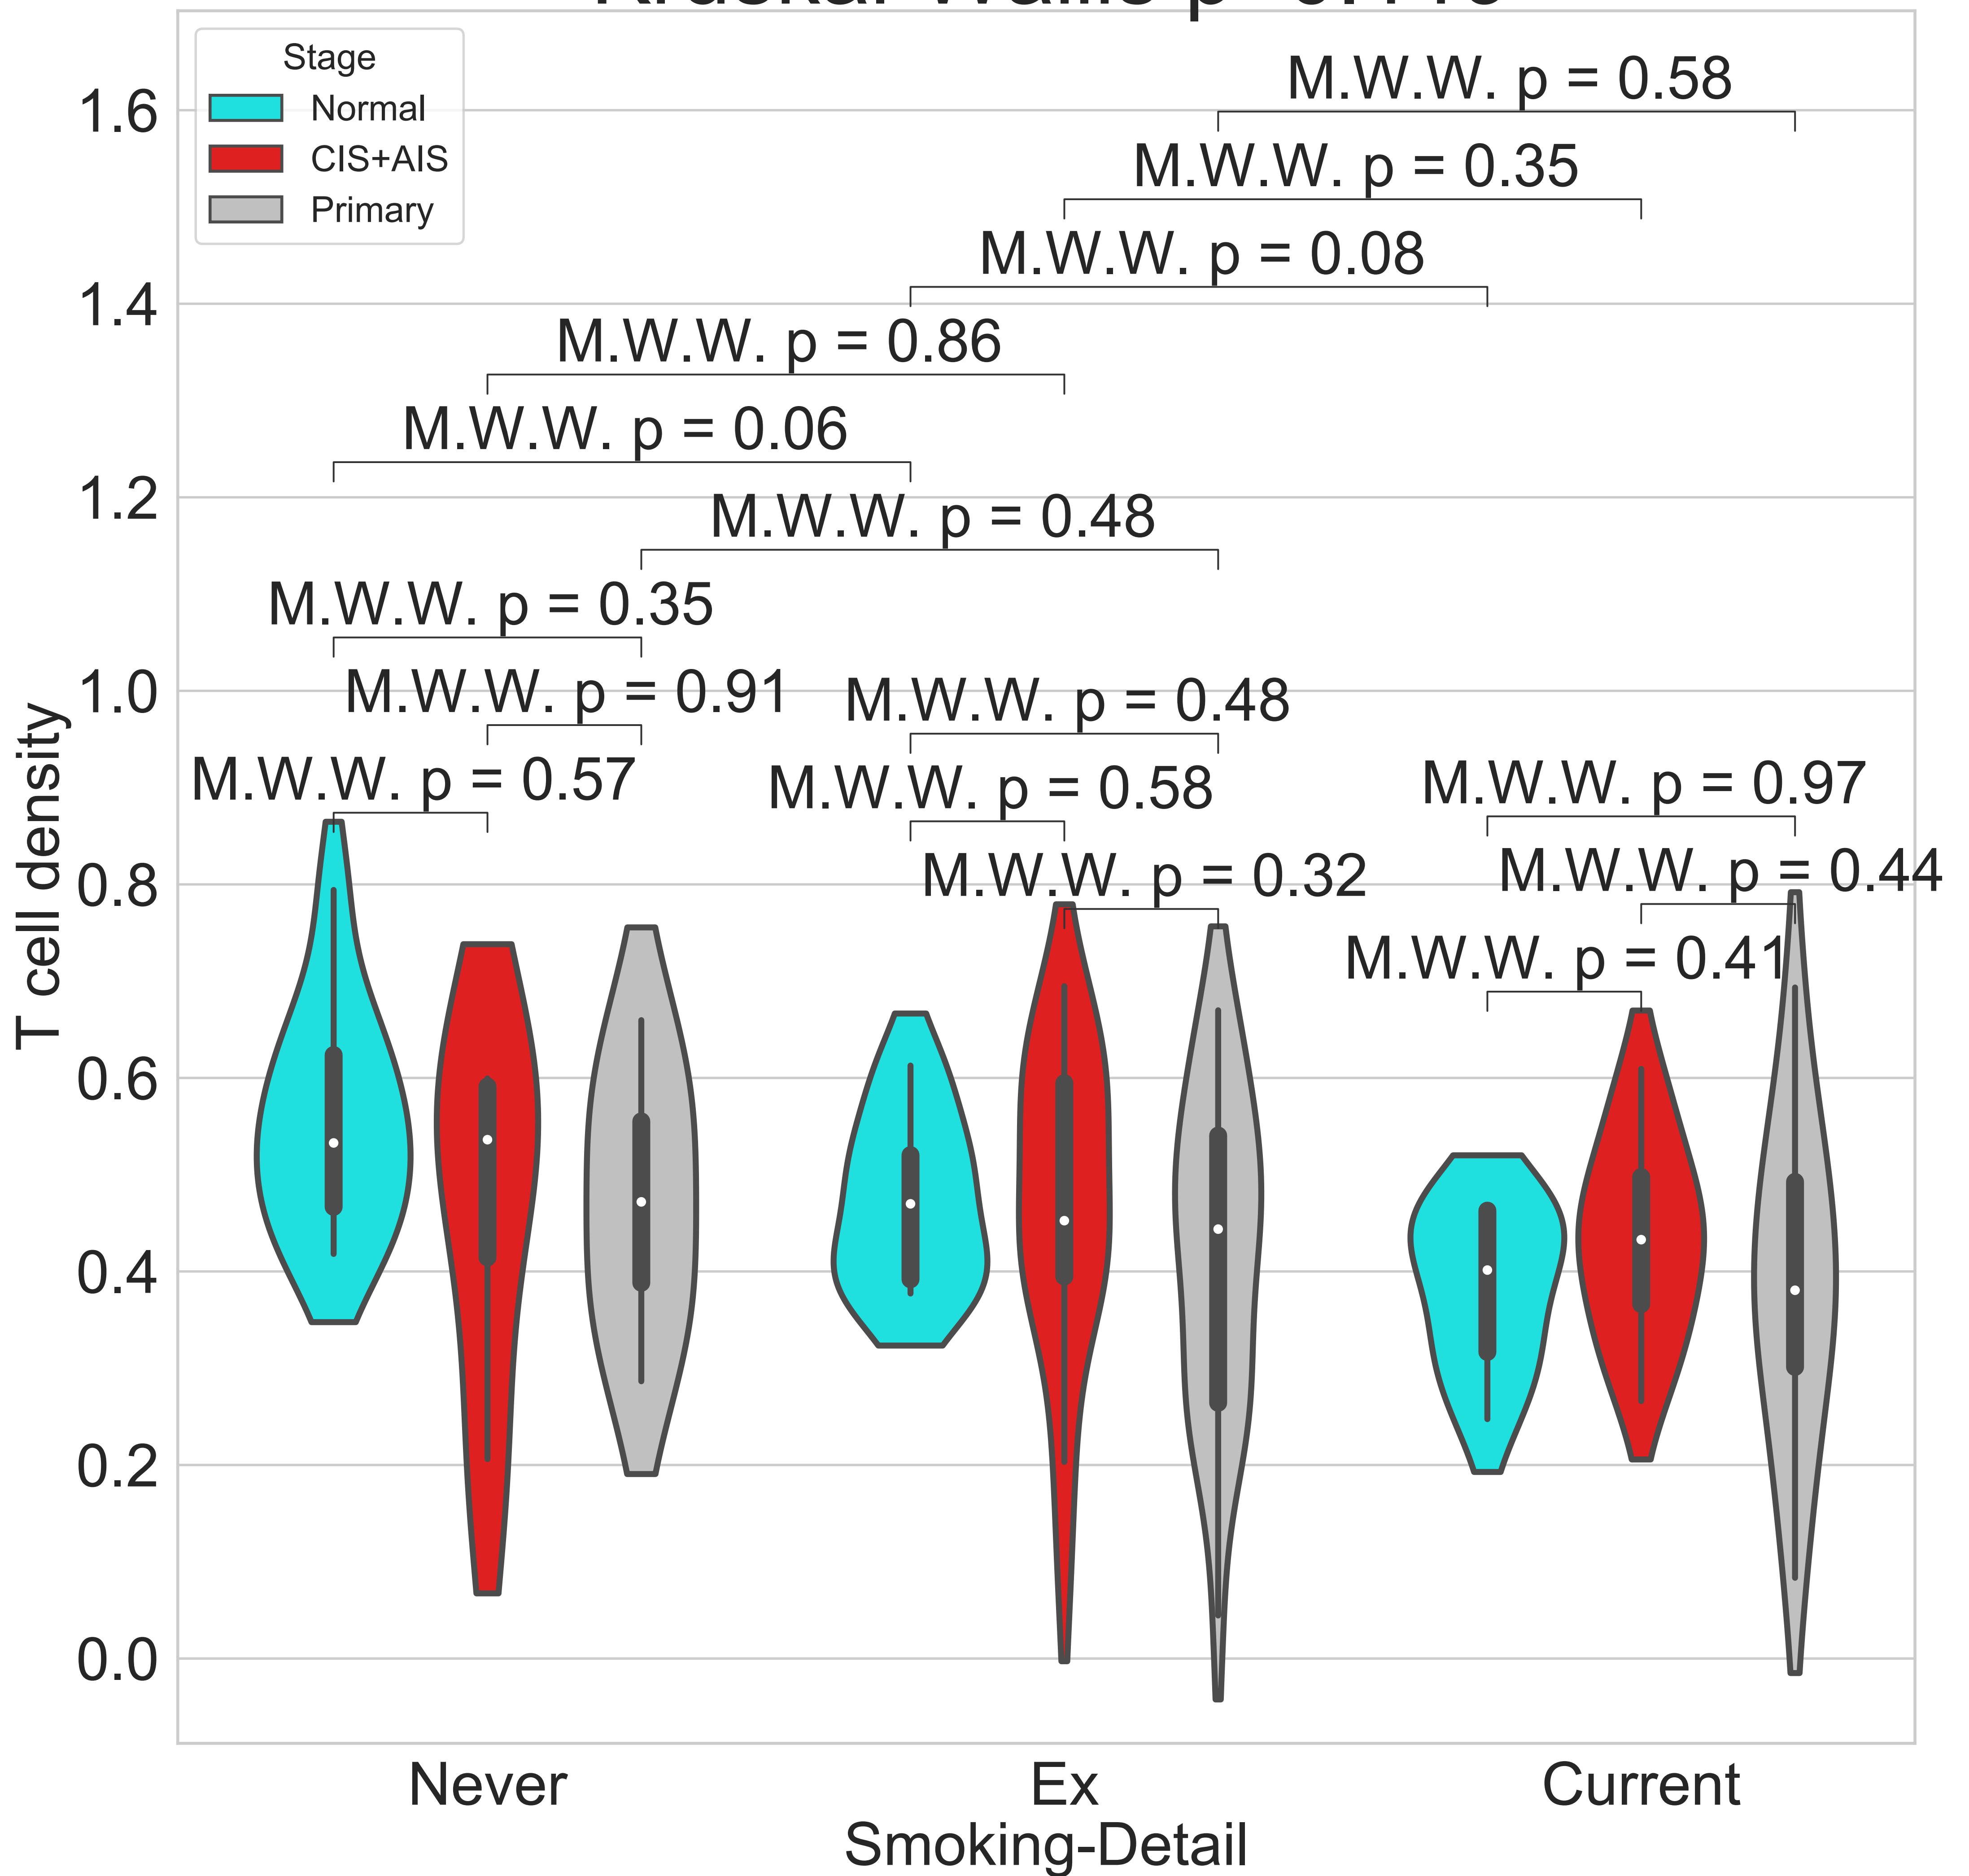 Stage
Normal
CIS+AIS
Primary
M.W.W. p = 0.58
M.W.W. p = 0.35
M.W.W. p = 0.08
M.W.W. p = 0.86
M.W.W. p = 0.06
M.W.W. p = 0.48
M.W.W. p = 0.35
M.W.W. p = 0.91
M.W.W. p = 0.48
M.W.W. p = 0.57
M.W.W. p = 0.58
M.W.W. p = 0.97
M.W.W. p = 0.32
M.W.W. p = 0.44
M.W.W. p = 0.41
1.6
1.4
1.2
1.0
0.8
0.6
0.4
0.2
0.0
T cell density
Never
Ex
Current
Smoking-Detail